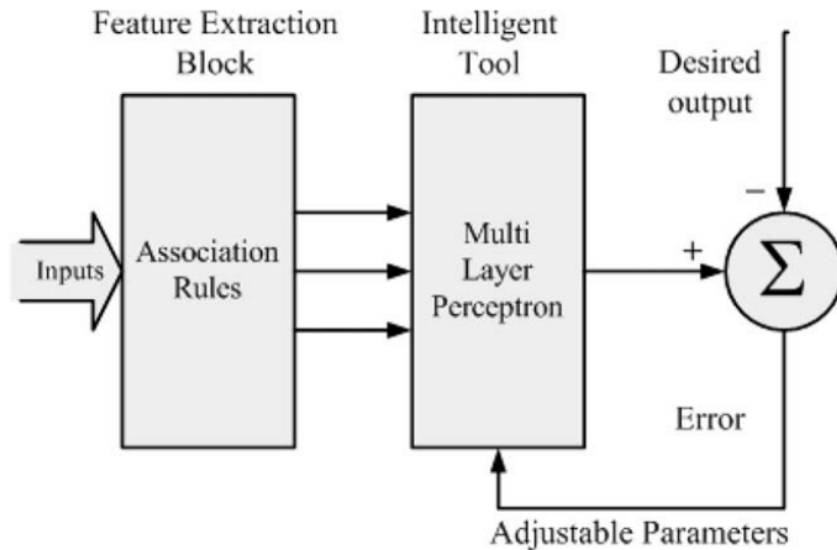 Feature Extraction
Block
Intelligent
Tool
Desired
output
Inputs
Association
Rules
Multi
Layer
Perceptron
−
+
Σ
Error
Adjustable Parameters